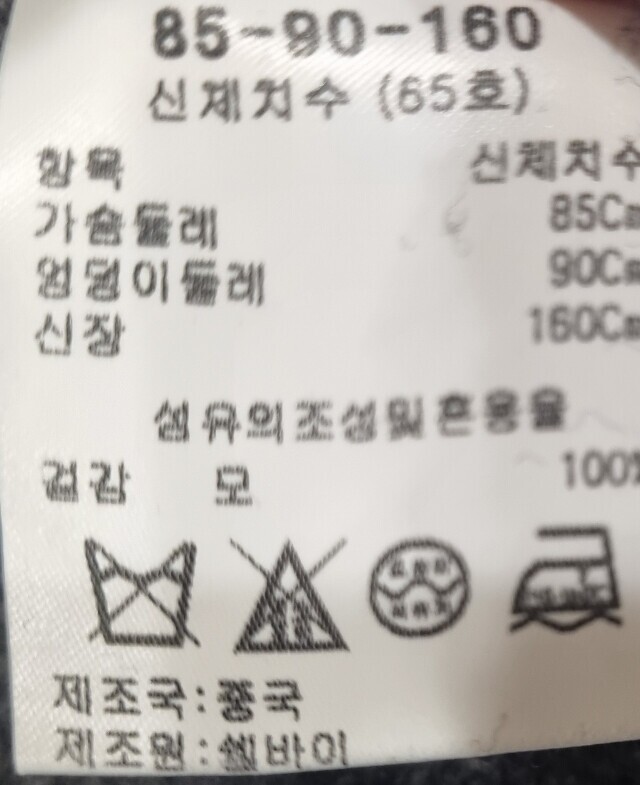 85-90-160
신체치수 (65호)
항목 신체치수
가슴둘레 85Cm
엉덩이둘레 90Cm
신장 160Cm
섬유의조성및혼용율
겉감 모 100%
제조국:중국
제조원:쉬바이